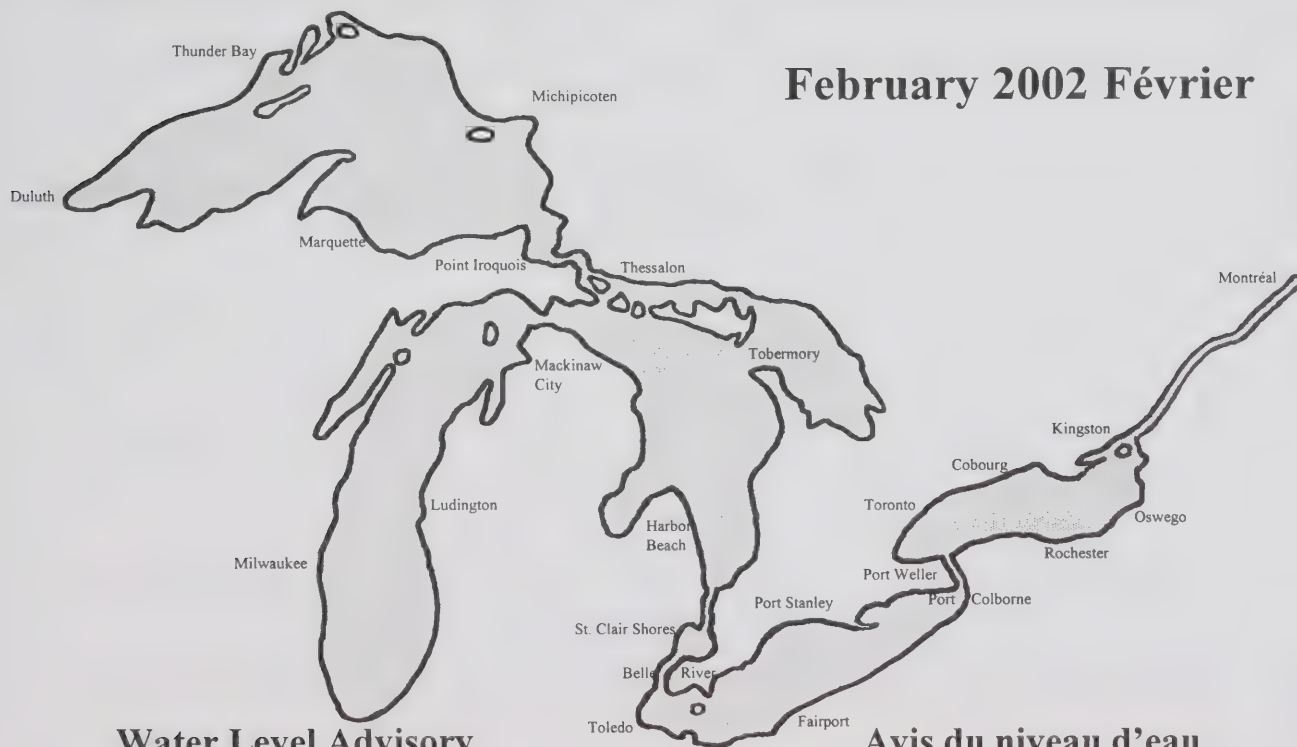 February 2002 Février
Thunder Bay
Michipicoten
Duluth
Marquette
Point Iroquois
Thessalon
Montréal
Mackinaw
City
Tobermory
Kingston
Cobourg
Ludington
Toronto
Oswego
Harbor
Beach
Rochester
Milwaukee
Port Weller
Port Colborne
Port Stanley
St. Clair Shores
Belle River
Toledo
Fairport
Water Level Advisory
Avis du niveau d'eau